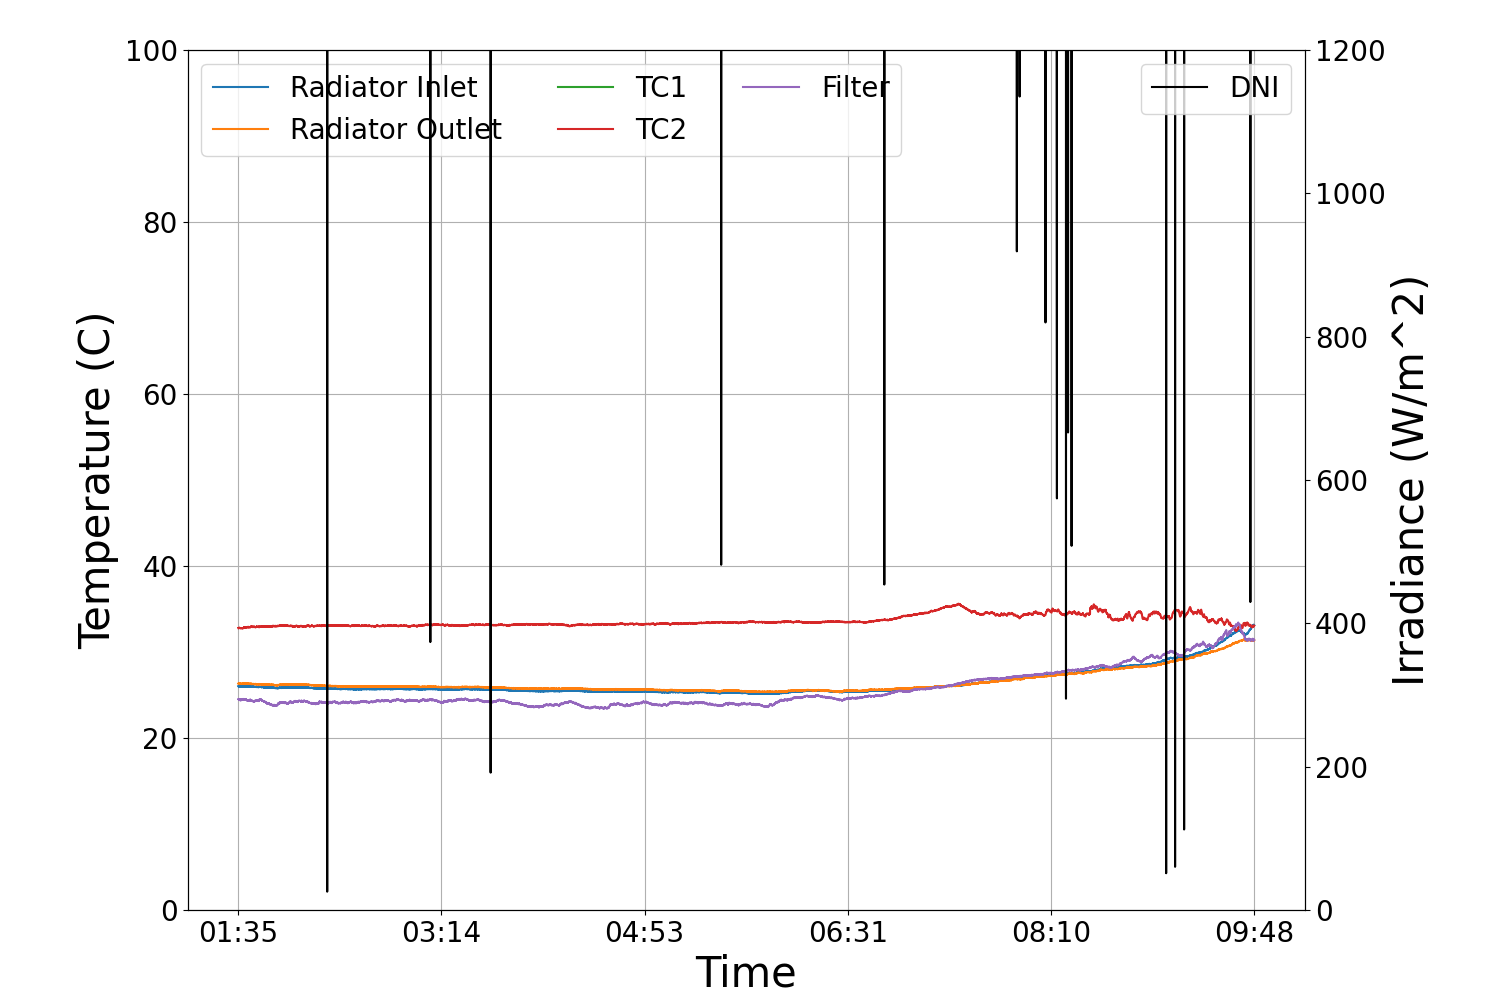 100
80
60
40
20
0
Temperature (C)
Radiator Inlet
Radiator Outlet
TC1
TC2
Filter
DNI
1200
1000
800
600
400
200
0
Irradiance (W/m^2)
01:35 03:14 04:53 06:31 08:10 09:48
Time